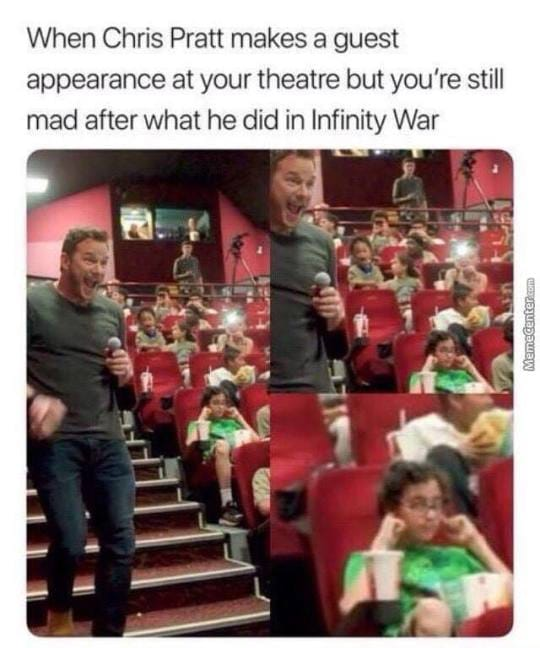 When Chris Pratt makes a guest
appearance at your theatre but you're still
mad after what he did in Infinity War
Memecenter.com